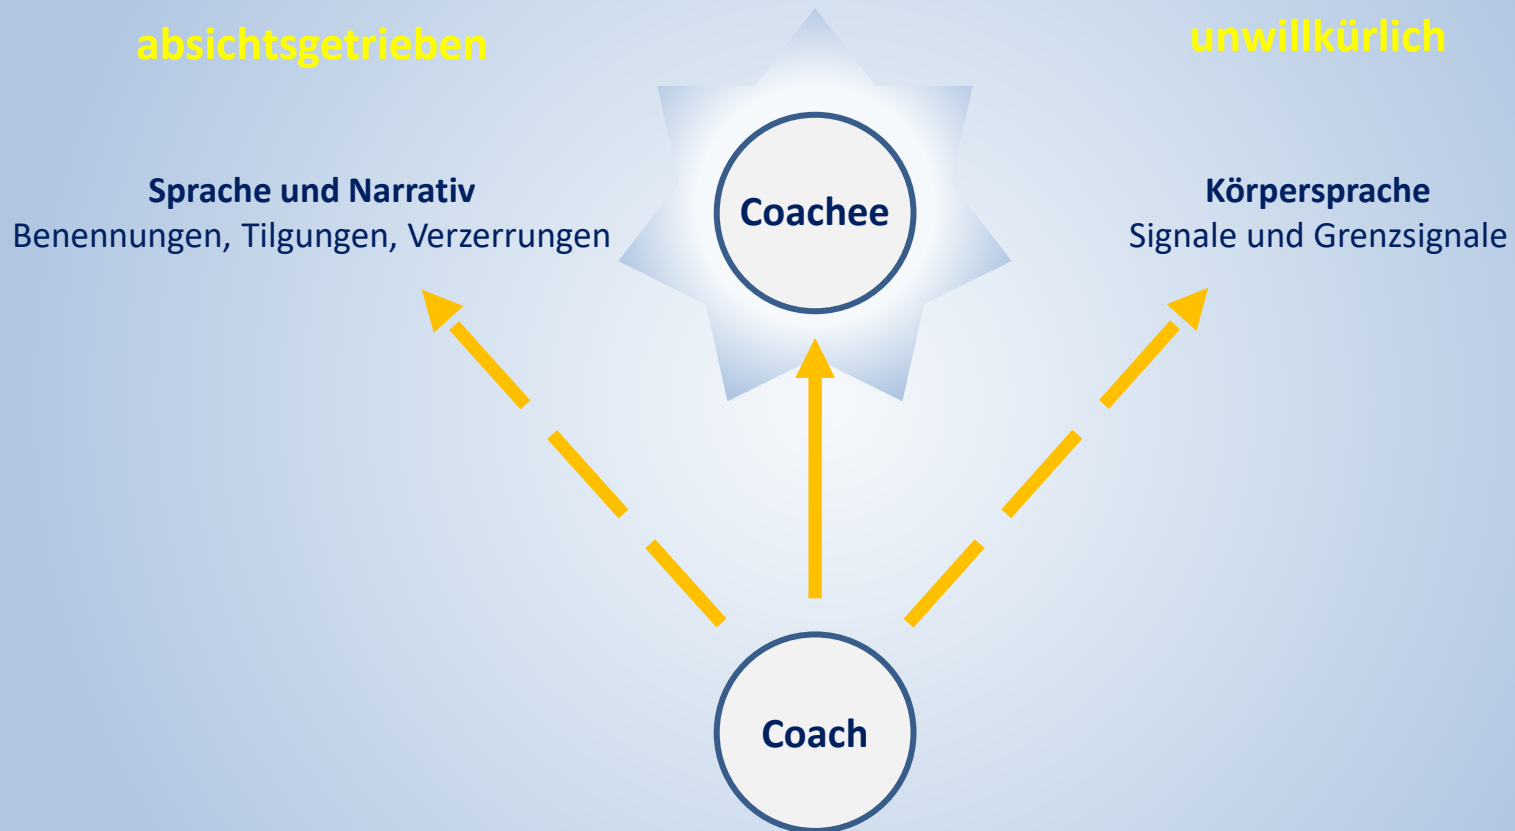 absichtsgetrieben
unwillkürlich
Sprache und Narrativ
Benennungen, Tilgungen, Verzerrungen
Coachee
Körpersprache
Signale und Grenzsignale
Coach